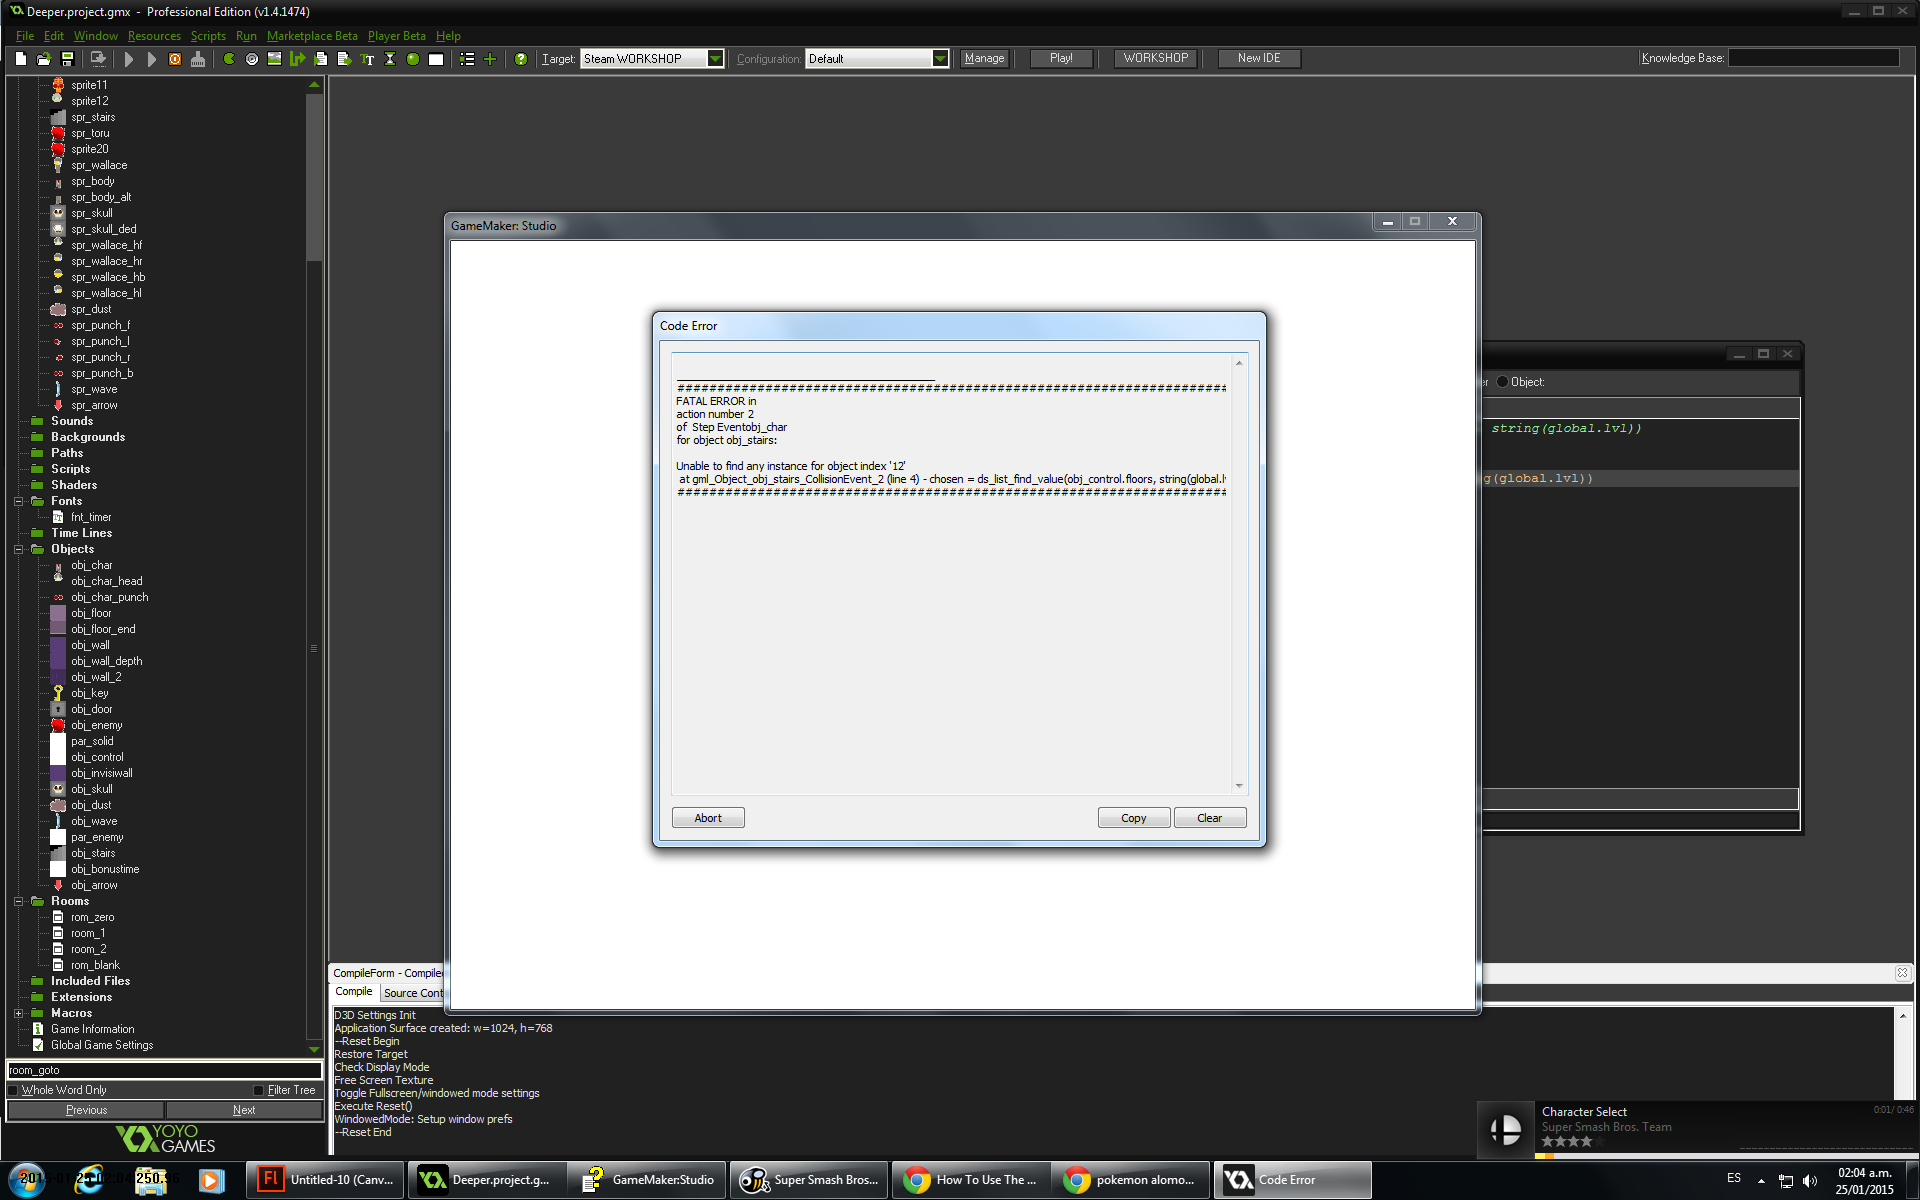 Deeper.project.gmx - Professional Edition (v1.4.1474)
File Edit Window Resources Scripts Run Marketplace Beta Player Beta Help
Target: Steam WORKSHOP Configuration: Default Manage Play! WORKSHOP New IDE Knowledge Base:
sprite11
sprite12
spr_stairs
spr_toru
sprite20
spr_wallace
spr_body
spr_body_alt
spr_skull
spr_skull_ded
spr_wallace_hf
spr_wallace_hr
spr_wallace_hb
spr_wallace_hl
spr_dust
spr_punch_f
spr_punch_l
spr_punch_r
spr_punch_b
spr_wave
spr_arrow
Sounds
Backgrounds
Paths
Scripts
Shaders
Fonts
fnt_timer
Time Lines
Objects
obj_char
obj_char_head
obj_char_punch
obj_floor
obj_floor_end
obj_wall
obj_wall_depth
obj_wall_2
obj_key
obj_door
obj_enemy
par_solid
obj_control
obj_invisiwall
obj_skull
obj_dust
obj_wave
par_enemy
obj_stairs
obj_bonustime
obj_arrow
Rooms
rom_zero
room_1
room_2
rom_blank
Included Files
Extensions
Macros
Game Information
Global Game Settings
room_goto
Whole Word Only Filter Tree
Previous Next
YOYO GAMES
GameMaker: Studio
Code Error
FATAL ERROR in
action number 2
of Step Eventobj_char
for object obj_stairs:
Unable to find any instance for object index '12'
at gml_Object_obj_stairs_CollisionEvent_2 (line 4) - chosen = ds_list_find_value(obj_control.floors, string(global.l
Abort Copy Clear
Object:
string(global.lvl))
g(global.lvl))
CompileForm - Compile
Compile Source Cont
D3D Settings Init
Application Surface created: w=1024, h=768
--Reset Begin
Restore Target
Check Display Mode
Free Screen Texture
Toggle Fullscreen/windowed mode settings
Execute Reset()
WindowedMode: Setup window prefs
--Reset End
Character Select 0:01/ 0:46
Super Smash Bros. Team
Untitled-10 (Canv... Deeper.project.g... GameMaker:Studio Super Smash Bros... How To Use The ... pokemon alomo... Code Error
ES 02:04 a.m.
25/01/2015